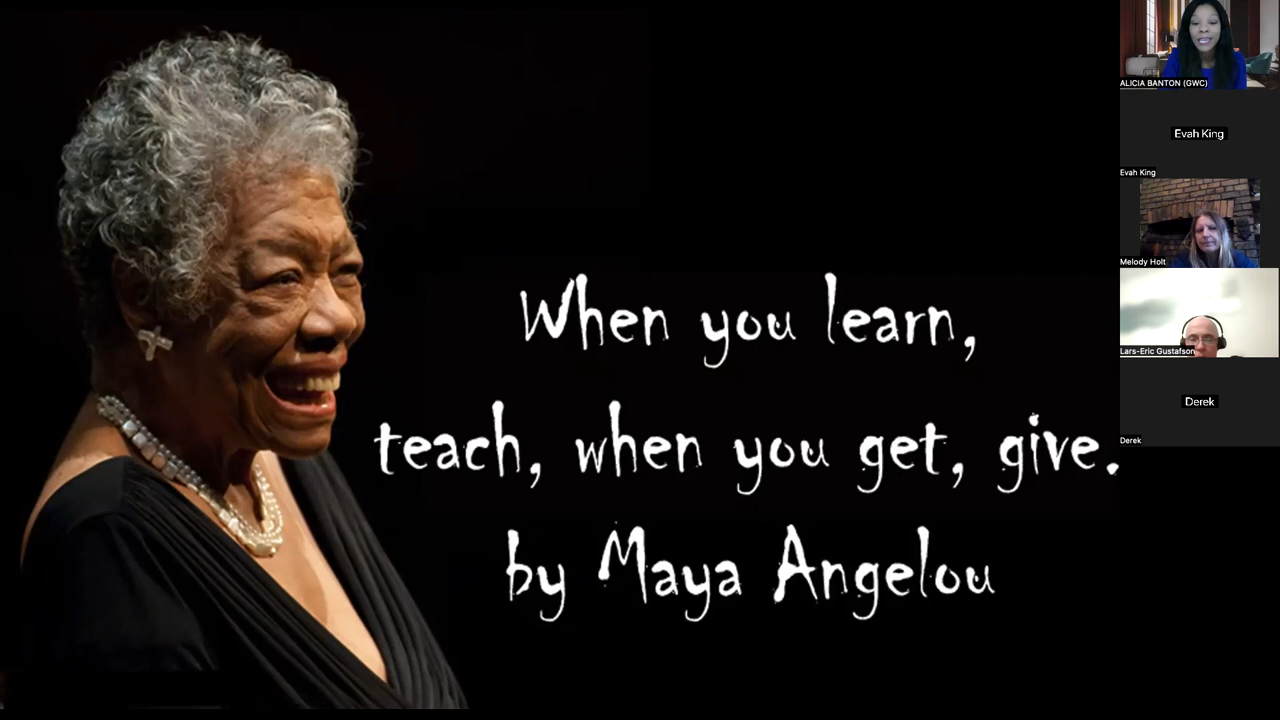 When you learn,
teach, when you get, give.
by Maya Angelou
ALICIA BANTON (GWC)
Evah King
Evah King
Melody Holt
Lars-Eric Gustafson
Derek
Derek